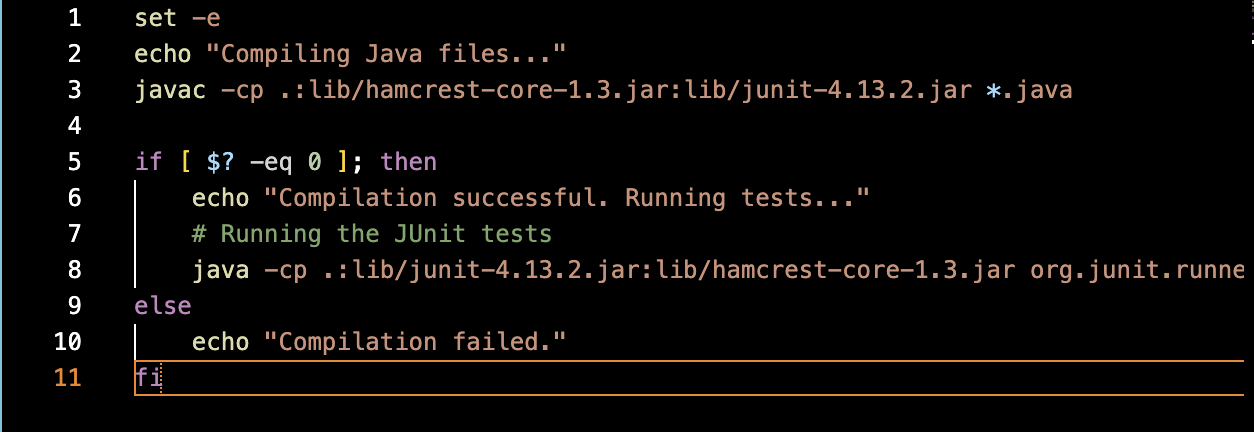 1 set -e
2 echo "Compiling Java files..."
3 javac -cp .:lib/hamcrest-core-1.3.jar:lib/junit-4.13.2.jar *.java
4
5 if [ $? -eq 0 ]; then
6 echo "Compilation successful. Running tests..."
7 # Running the JUnit tests
8 java -cp .:lib/junit-4.13.2.jar:lib/hamcrest-core-1.3.jar org.junit.runne
9 else
10 echo "Compilation failed."
11 fi